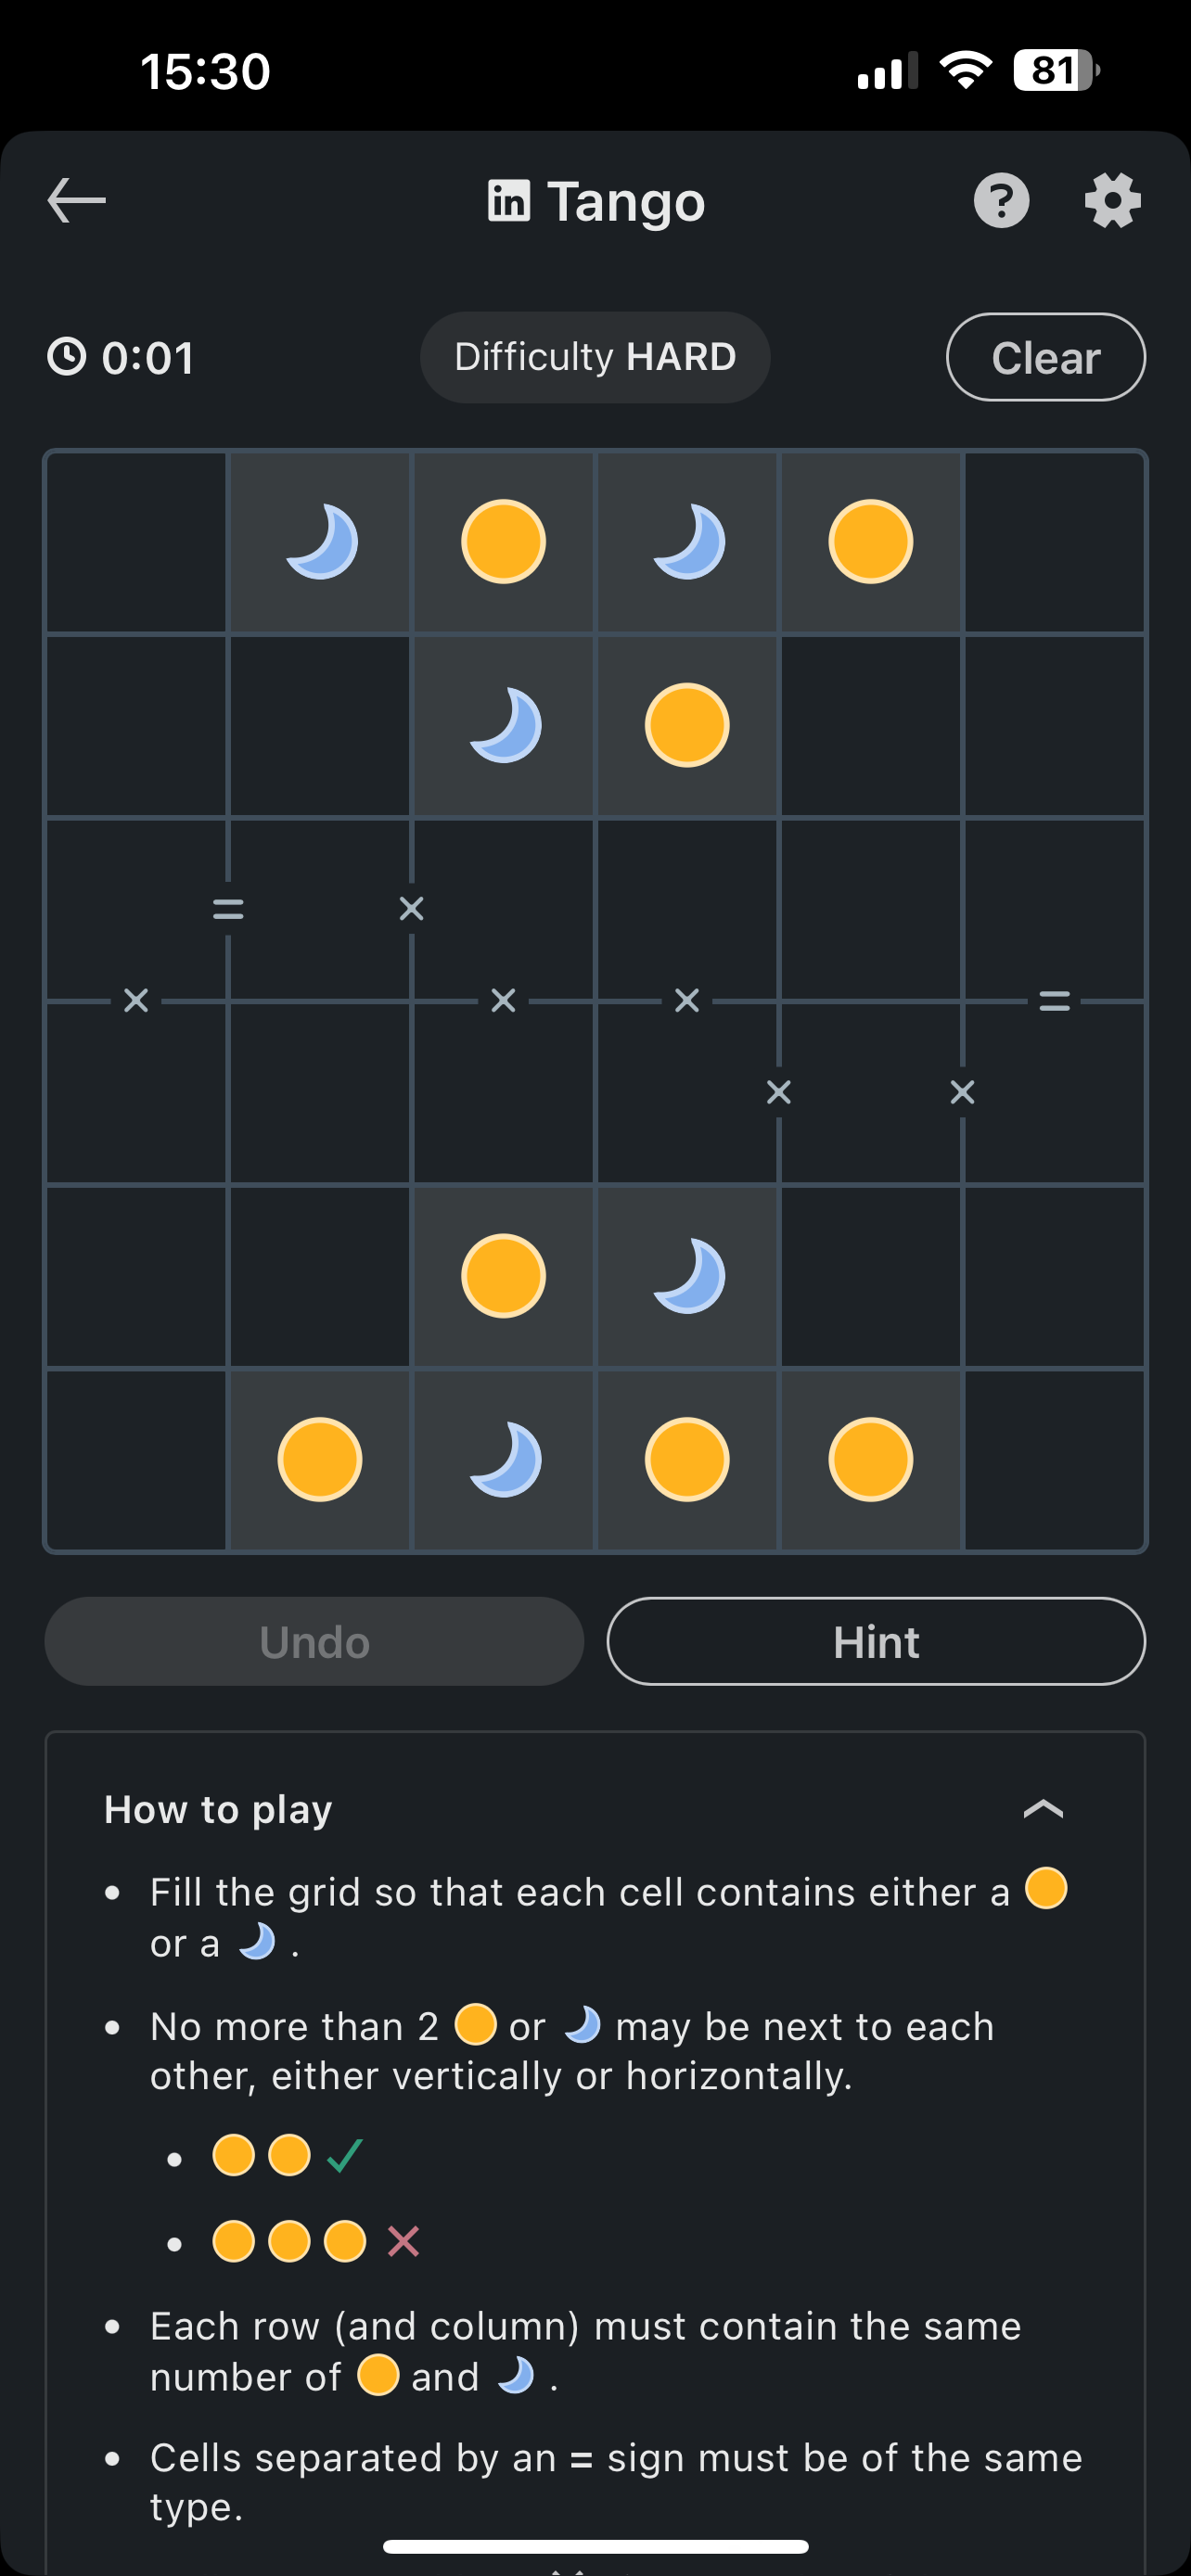 15:30
81
in Tango
?
0:01
Difficulty HARD
Clear
=
×
×
×
×
=
×
×
Undo
Hint
How to play
Fill the grid so that each cell contains either a
or a .
No more than 2 or may be next to each
other, either vertically or horizontally.
Each row (and column) must contain the same
number of and .
Cells separated by an = sign must be of the same
type.